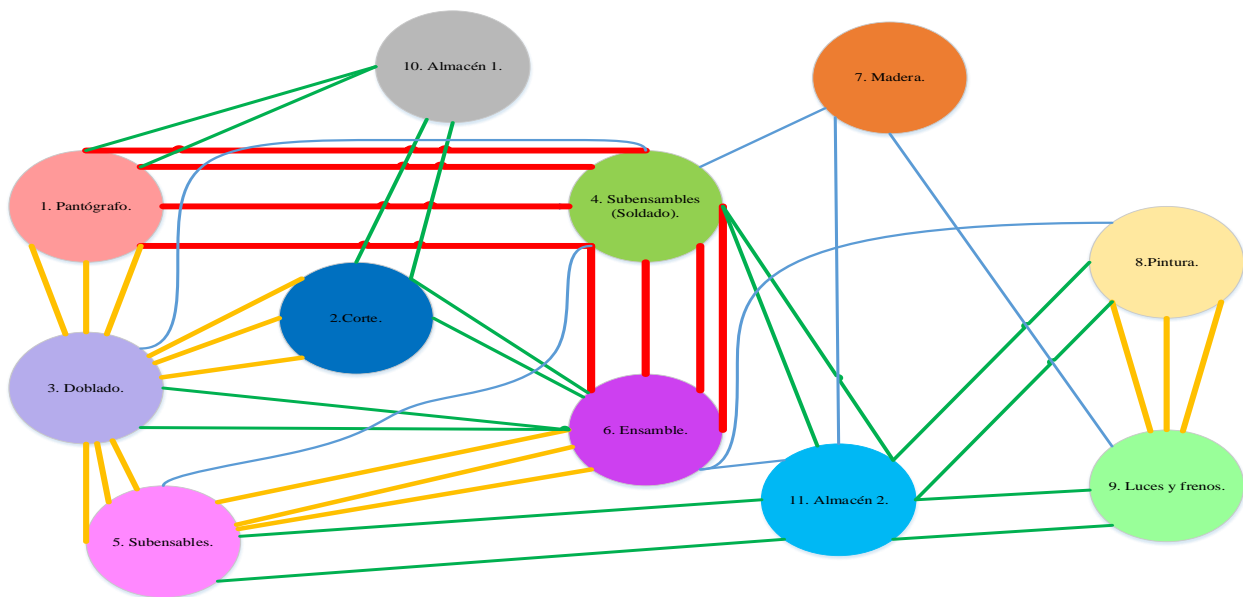 10. Almacén 1.
7. Madera.
1. Pantógrafo.
4. Subensambles
(Soldado).
8.Pintura.
2.Corte.
3. Doblado.
6. Ensamble.
9. Luces y frenos.
11. Almacén 2.
5. Subensables.